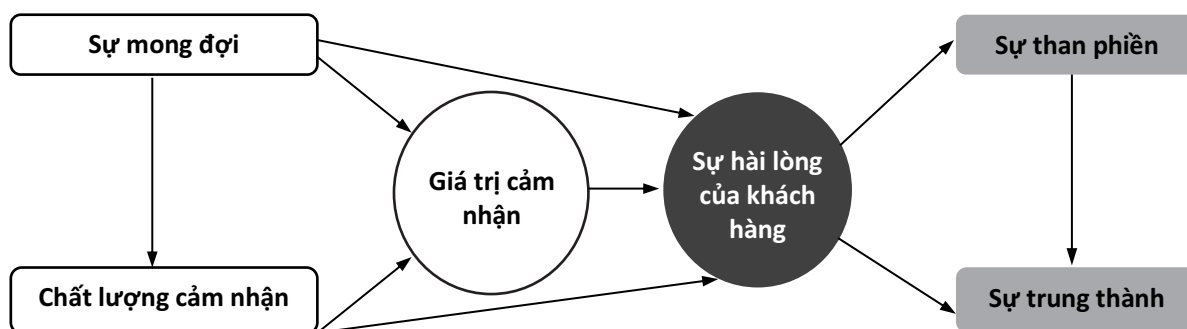 Sự mong đợi
Sự than phiền
Giá trị cảm
nhận
Sự hài lòng
của khách
hàng
Chất lượng cảm nhận
Sự trung thành